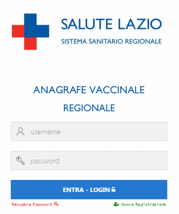 SALUTE LAZIO
SISTEMA SANITARIO REGIONALE
ANAGRAFE VACCINALE
REGIONALE
username
password
ENTRA - LOGIN
Recupera Password
Nuova Registrazione